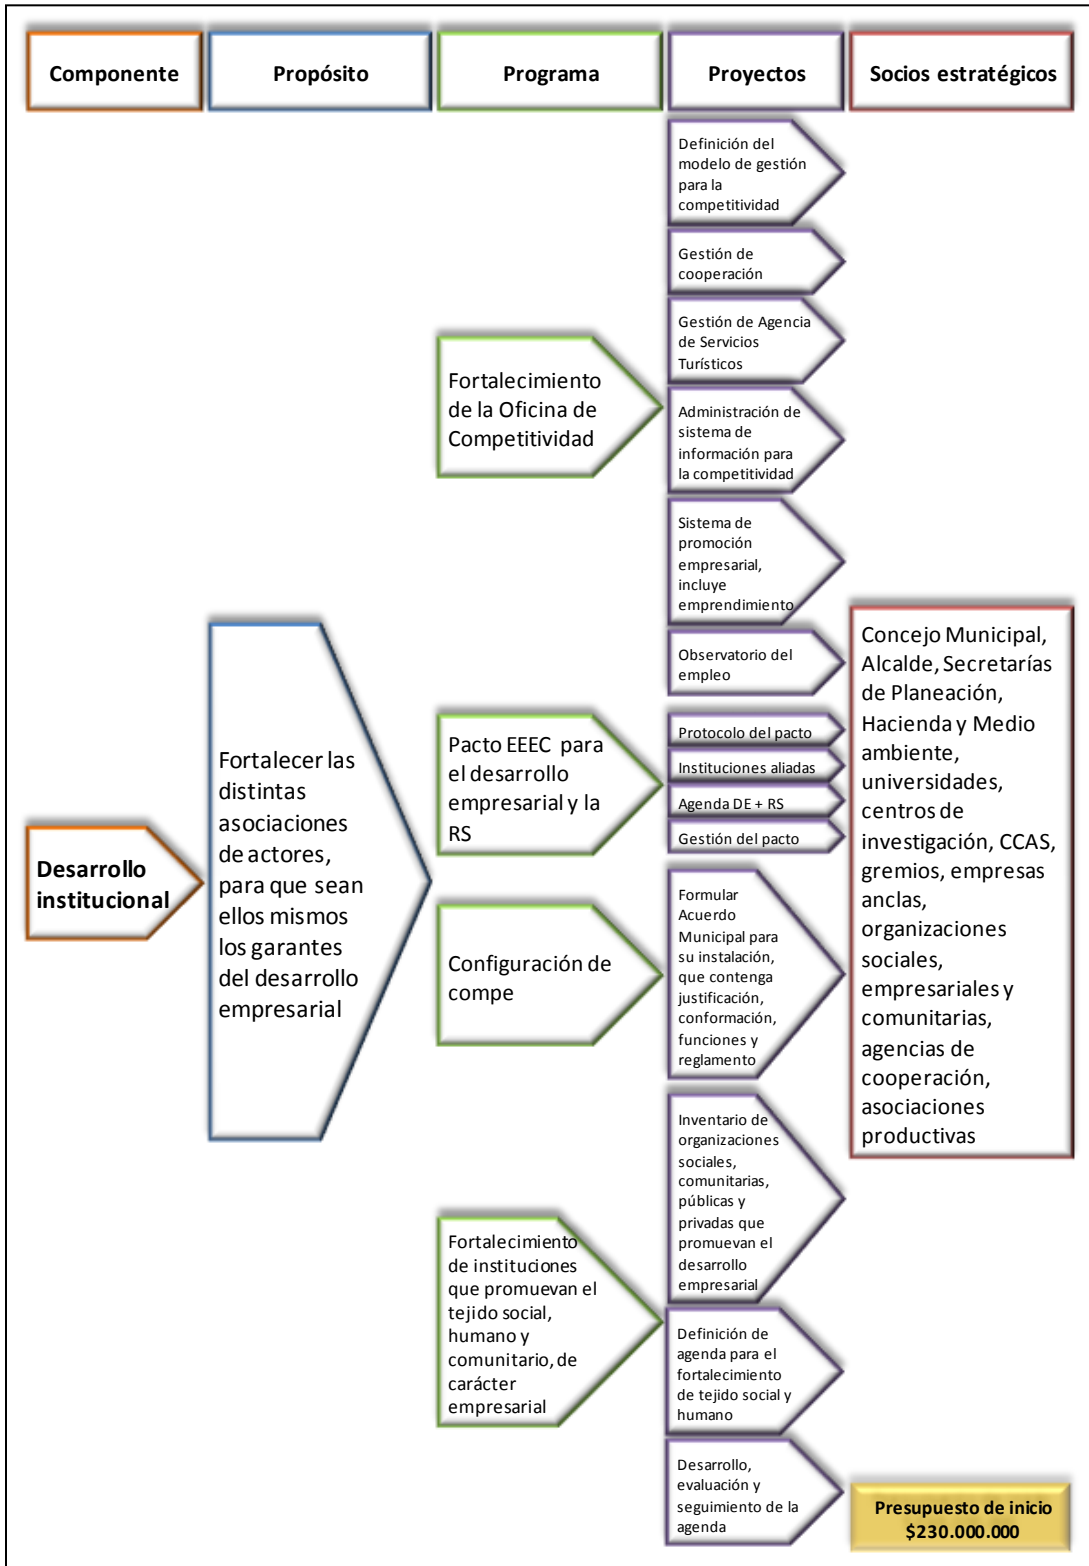 Componente
Propósito
Programa
Proyectos
Socios estratégicos
Desarrollo
institucional
Fortalecer las
distintas
asociaciones
de actores,
para que sean
ellos mismos
los garantes
del desarrollo
empresarial
Fortalecimiento
de la Oficina de
Competitividad
Definición del
modelo de gestión
para la
competitividad
Gestión de
cooperación
Gestión de Agencia
de Servicios
Turísticos
Administración de
sistema de
información para
la competitividad
Sistema de
promoción
empresarial,
incluye
emprendimiento
Observatorio del
empleo
Pacto EEEC para
el desarrollo
empresarial y la
RS
Protocolo del pacto
Instituciones aliadas
Agenda DE + RS
Gestión del pacto
Configuración de
compe
Formular
Acuerdo
Municipal para
su instalación,
que contenga
justificación,
conformación,
funciones y
reglamento
Fortalecimiento
de instituciones
que promuevan el
tejido social,
humano y
comunitario, de
carácter
empresarial
Inventario de
organizaciones
sociales,
comunitarias,
públicas y
privadas que
promuevan el
desarrollo
empresarial
Definición de
agenda para el
fortalecimiento
de tejido social y
humano
Desarrollo,
evaluación y
seguimiento de la
agenda
Concejo Municipal,
Alcalde, Secretarías
de Planeación,
Hacienda y Medio
ambiente,
universidades,
centros de
investigación, CCAS,
gremios, empresas
anclas,
organizaciones
sociales,
empresariales y
comunitarias,
agencias de
cooperación,
asociaciones
productivas
Presupuesto de inicio
$230.000.000